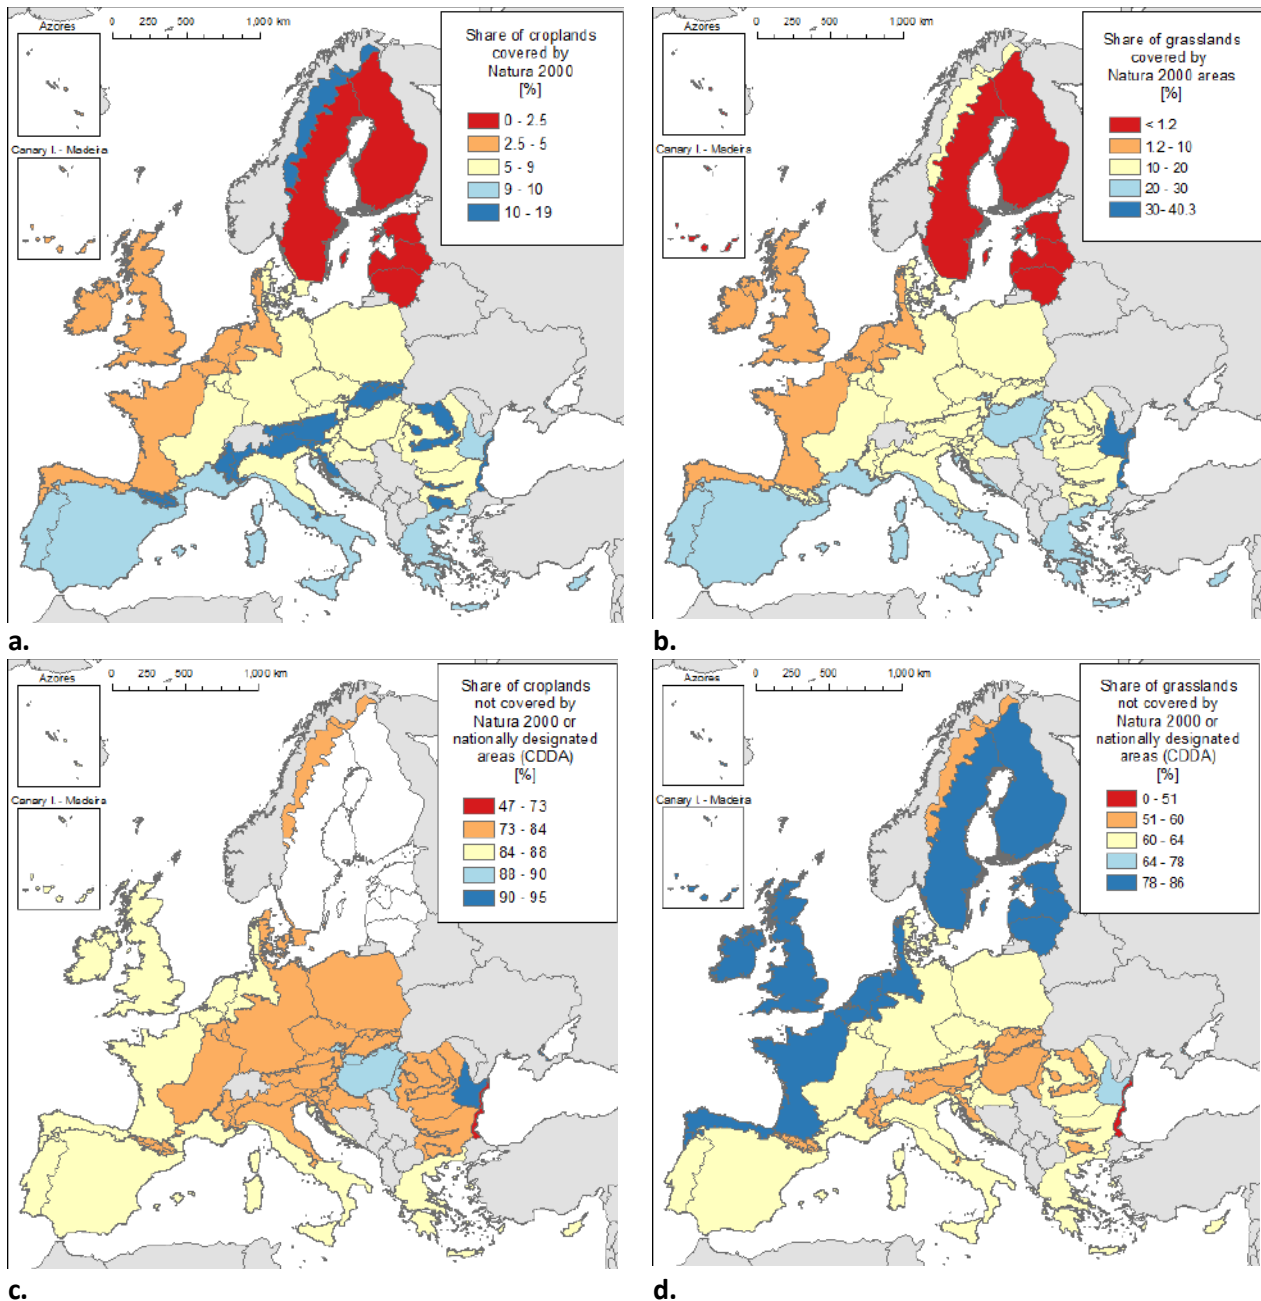 Azores
0 250 500 1,000 km
Canary I. - Madeira
Share of croplands
covered by
Natura 2000
[%]
0 - 2.5
2.5 - 5
5 - 9
9 - 10
10 - 19
a.
Azores
0 250 500 1,000 km
Canary I. - Madeira
Share of grasslands
covered by
Natura 2000 areas
[%]
< 1.2
1.2 - 10
10 - 20
20 - 30
30- 40.3
b.
Azores
0 250 500 1,000 km
Canary I. - Madeira
Share of croplands
not covered by
Natura 2000 or
nationally designated
areas (CDDA)
[%]
47 - 73
73 - 84
84 - 88
88 - 90
90 - 95
c.
Azores
0 250 500 1,000 km
Canary I. - Madeira
Share of grasslands
not covered by
Natura 2000 or
nationally designated
areas (CDDA)
[%]
0 - 51
51 - 60
60 - 64
64 - 78
78 - 86
d.